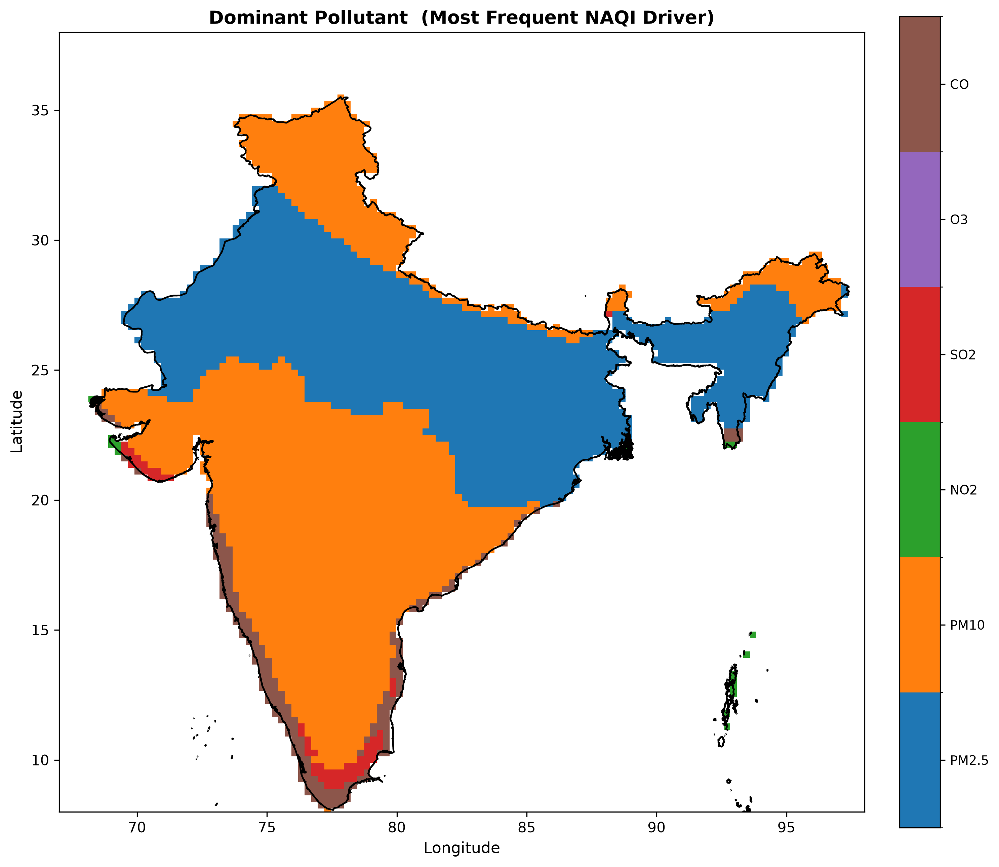 Dominant Pollutant  (Most Frequent NAQI Driver)
Latitude
35
30
25
20
15
10
70 75 80 85 90 95
Longitude
CO
O3
SO2
NO2
PM10
PM2.5